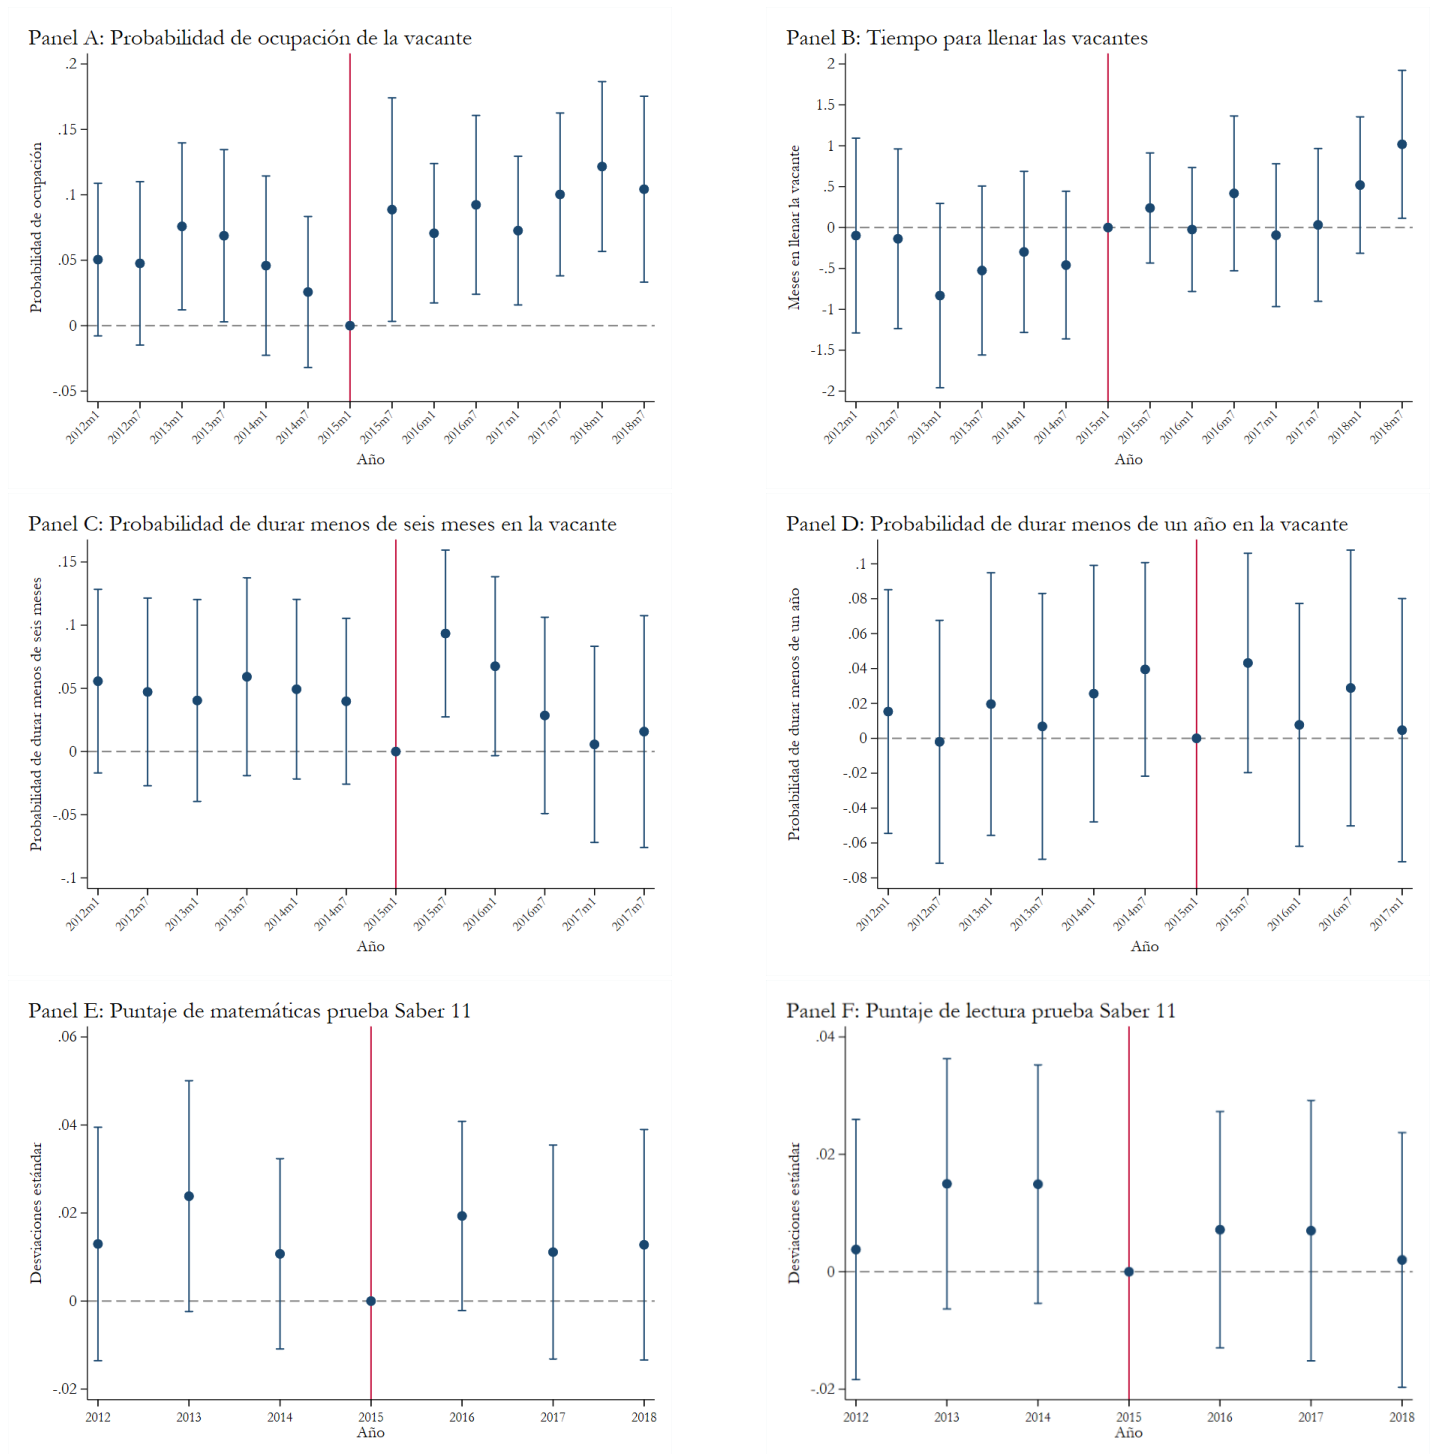 Panel A: Probabilidad de ocupación de la vacante
Probabilidad de ocupación
.2
.15
.1
.05
0
-.05
2012m1 2012m7 2013m1 2013m7 2014m1 2014m7 2015m1 2015m7 2016m1 2016m7 2017m1 2017m7 2018m1 2018m7
Año
Panel B: Tiempo para llenar las vacantes
Meses en llenar la vacante
2
1.5
1
.5
0
-.5
-1
-1.5
-2
2012m1 2012m7 2013m1 2013m7 2014m1 2014m7 2015m1 2015m7 2016m1 2016m7 2017m1 2017m7 2018m1 2018m7
Año
Panel C: Probabilidad de durar menos de seis meses en la vacante
Probabilidad de durar menos de seis meses
.15
.1
.05
0
-.05
-.1
2012m1 2012m7 2013m1 2013m7 2014m1 2014m7 2015m1 2015m7 2016m1 2016m7 2017m1 2017m7
Año
Panel D: Probabilidad de durar menos de un año en la vacante
Probabilidad de durar menos de un año
.1
.08
.06
.04
.02
0
-.02
-.04
-.06
-.08
2012m1 2012m7 2013m1 2013m7 2014m1 2014m7 2015m1 2015m7 2016m1 2016m7 2017m1
Año
Panel E: Puntaje de matemáticas prueba Saber 11
Desviaciones estándar
.06
.04
.02
0
-.02
2012 2013 2014 2015 2016 2017 2018
Año
Panel F: Puntaje de lectura prueba Saber 11
Desviaciones estándar
.04
.02
0
-.02
2012 2013 2014 2015 2016 2017 2018
Año